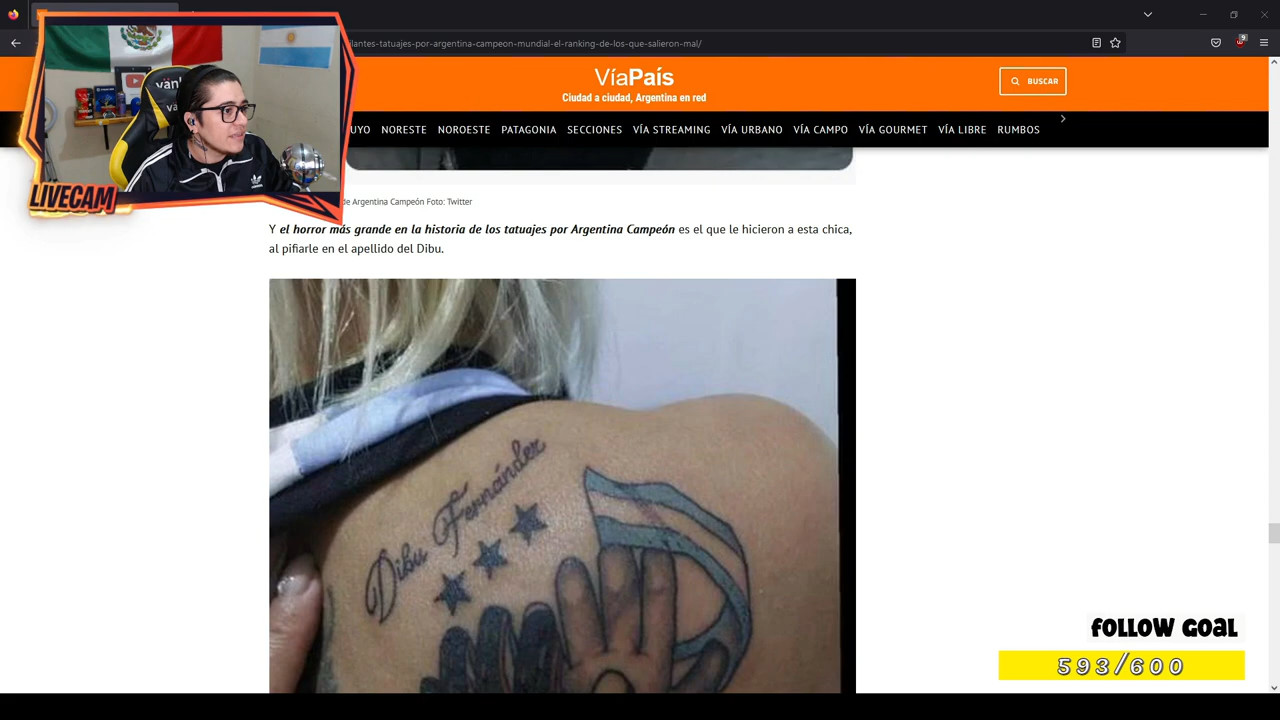 9
lantes-tatuajes-por-argentina-campeon-mundial-el-ranking-de-los-que-salieron-mal/
VíaPaís
Ciudad a ciudad, Argentina en red
BUSCAR
UYO NORESTE NOROESTE PATAGONIA SECCIONES VÍA STREAMING VÍA URBANO VÍA CAMPO VÍA GOURMET VÍA LIBRE RUMBOS
LIVECAM
de Argentina Campeón Foto: Twitter
Y el horror más grande en la historia de los tatuajes por Argentina Campeón es el que le hicieron a esta chica,
al pifiarle en el apellido del Dibu.
Dibu Fernández
FOLLOW GOAL
593/600